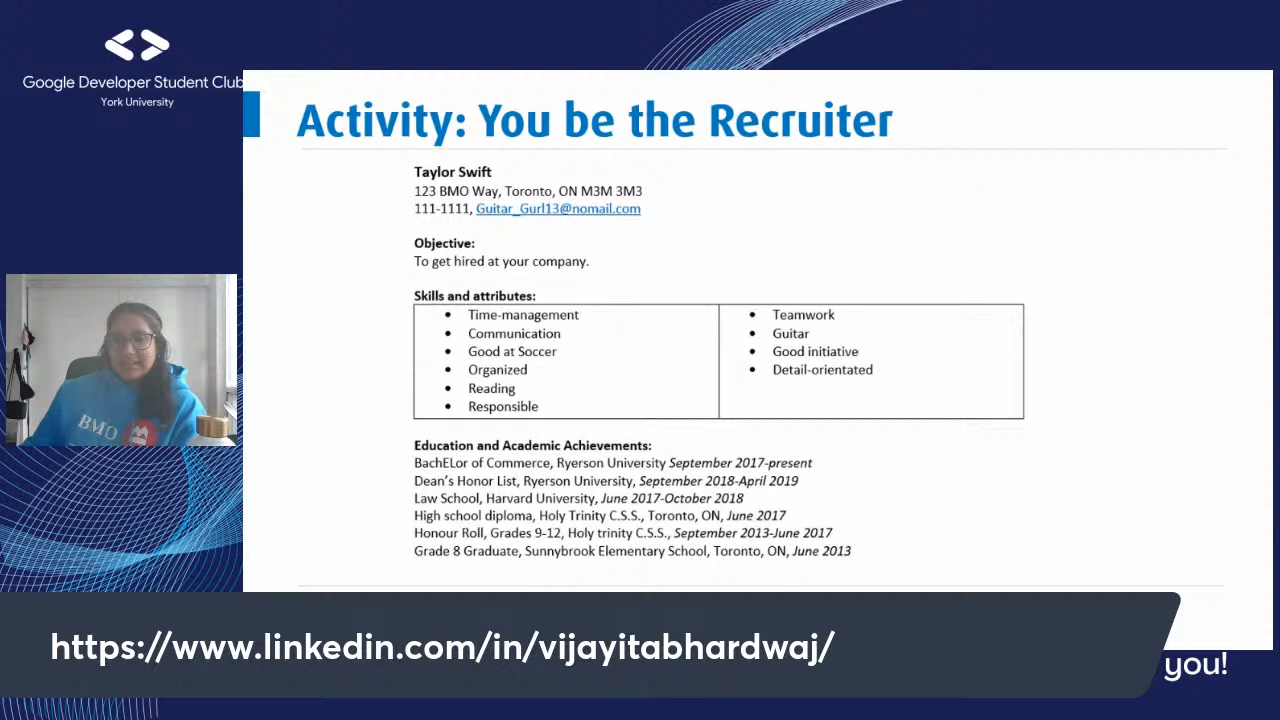 Google Developer Student Club
York University
Activity: You be the Recruiter
Taylor Swift
123 BMO Way, Toronto, ON M3M 3M3
111-1111, Guitar_Gurl13@nomail.com
Objective:
To get hired at your company.
Skills and attributes:
• Time-management
• Communication
• Good at Soccer
• Organized
• Reading
• Responsible
• Teamwork
• Guitar
• Good initiative
• Detail-orientated
Education and Academic Achievements:
BachELor of Commerce, Ryerson University September 2017-present
Dean's Honor List, Ryerson University, September 2018-April 2019
Law School, Harvard University, June 2017-October 2018
High school diploma, Holy Trinity C.S.S., Toronto, ON, June 2017
Honour Roll, Grades 9-12, Holy trinity C.S.S., September 2013-June 2017
Grade 8 Graduate, Sunnybrook Elementary School, Toronto, ON, June 2013
BMO
https://www.linkedin.com/in/vijayitabhardwaj/
you!